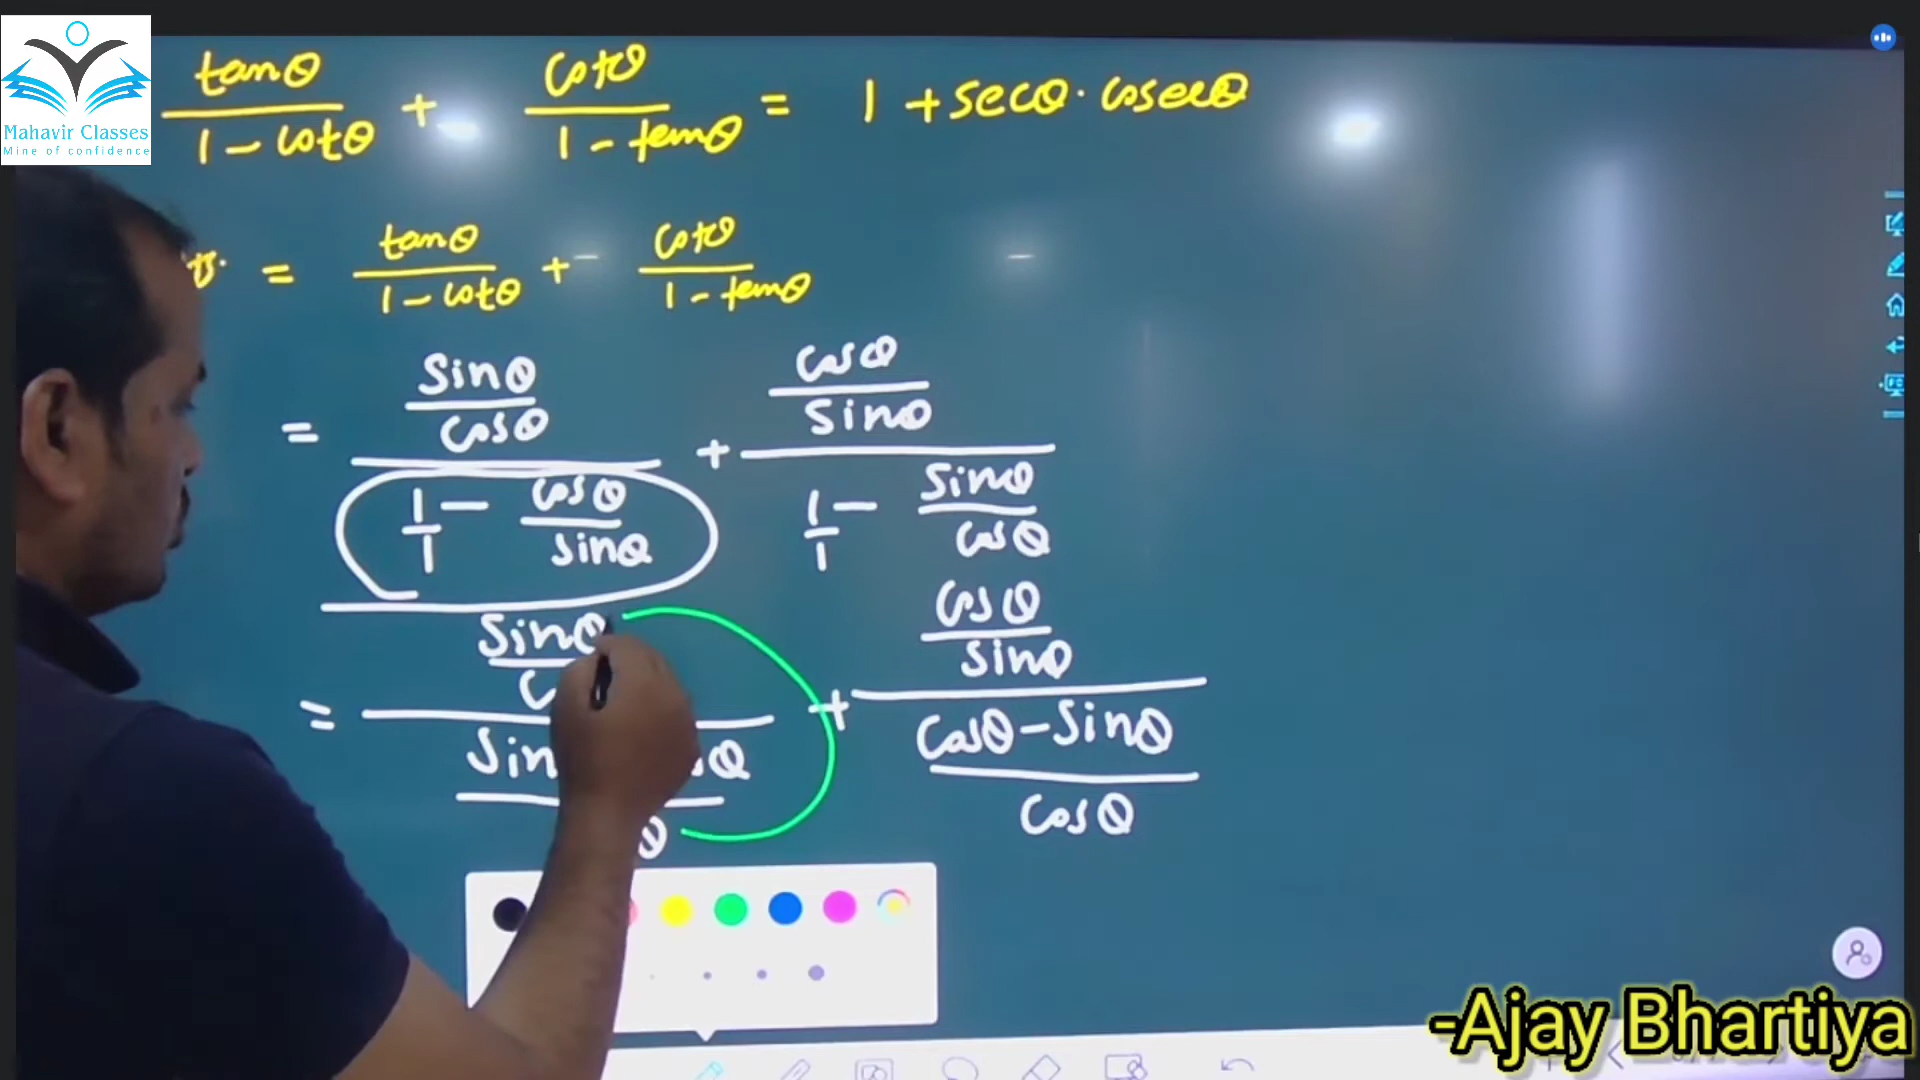 Mahavir Classes
Mine of confidence
tanθ/(1 - cotθ) + cotθ/(1 - tanθ) = 1 + secθ · cosecθ
= tanθ/(1 - cotθ) + cotθ/(1 - tanθ)
= (sinθ/cosθ)/(1/1 - cosθ/sinθ) + (cosθ/sinθ)/(1/1 - sinθ/cosθ)
= sinθ + (cosθ/sinθ)/((cosθ - sinθ)/cosθ)
-Ajay Bhartiya